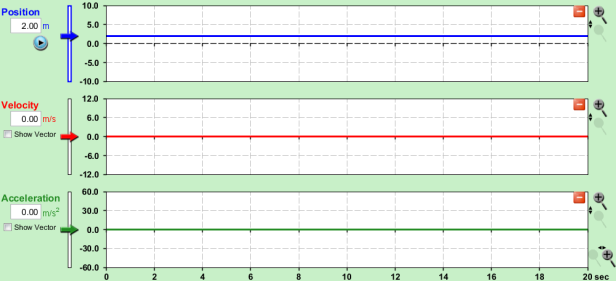 Position
2.00 m
10.0
5.0
0.0
-5.0
-10.0
Velocity
0.00 m/s
Show Vector
12.0
6.0
0.0
-6.0
-12.0
Acceleration
0.00 m/s²
Show Vector
60.0
30.0
0.0
-30.0
-60.0
0 2 4 6 8 10 12 14 16 18 20 sec